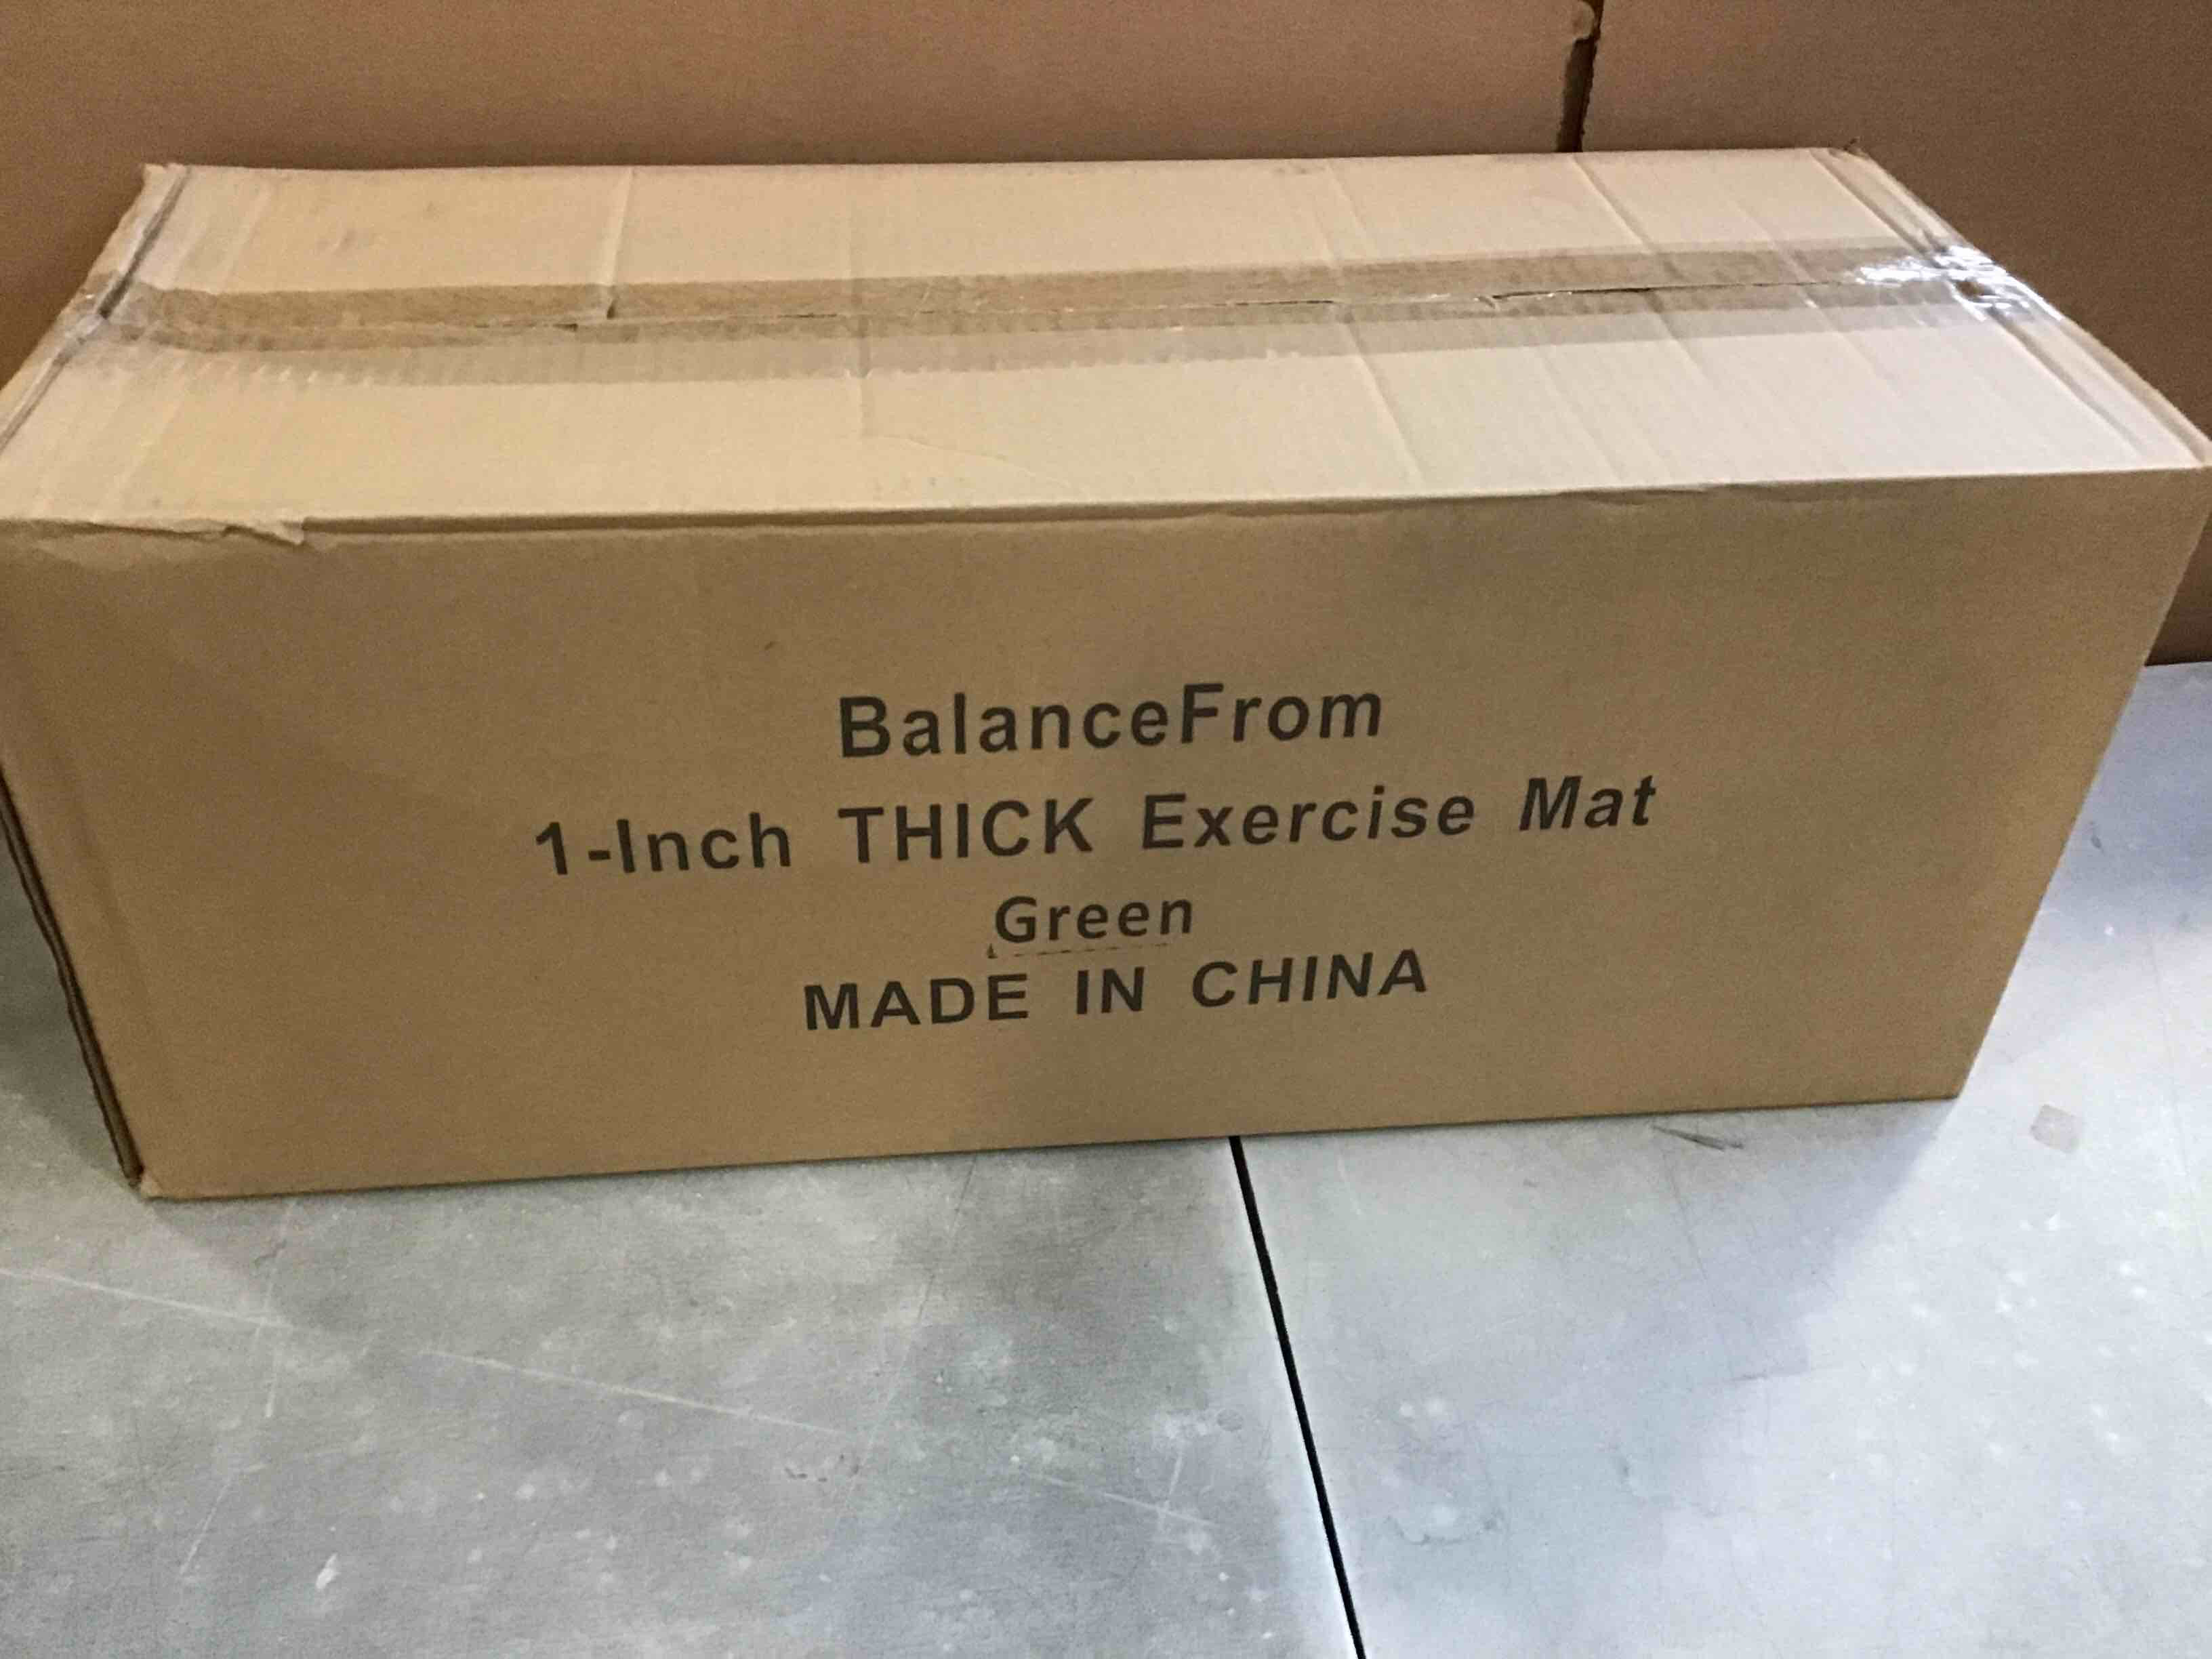 BalanceFrom
1-Inch THICK Exercise Mat
Green
MADE IN CHINA